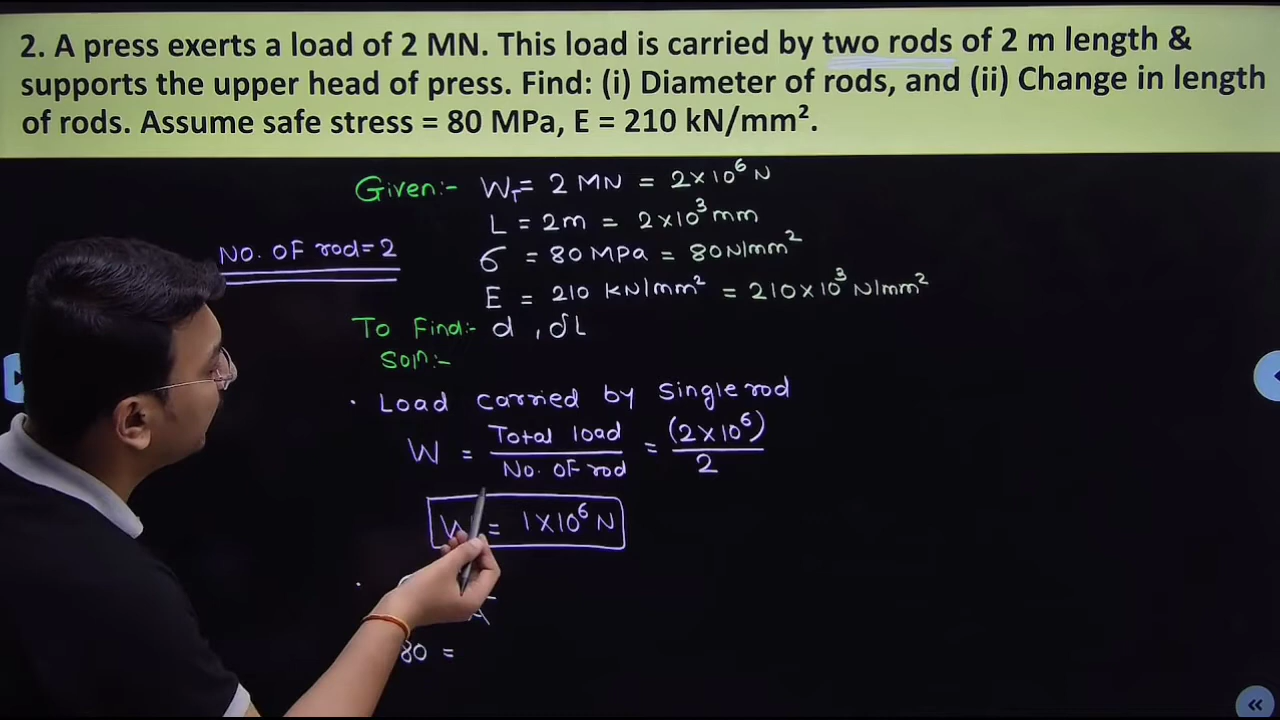 2. A press exerts a load of 2 MN. This load is carried by two rods of 2 m length &
supports the upper head of press. Find: (i) Diameter of rods, and (ii) Change in length
of rods. Assume safe stress = 80 MPa, E = 210 kN/mm².
Given:- W_T = 2 MN = 2×10⁶ N
L = 2m = 2×10³ mm
No. OF rod=2
σ = 80 MPa = 80 N/mm²
E = 210 KN/mm² = 210×10³ N/mm²
To Find:- d , δL
Soln:-
· Load carried by Single rod
W = Total load / No. OF rod = (2×10⁶) / 2
W = 1×10⁶ N
80 =